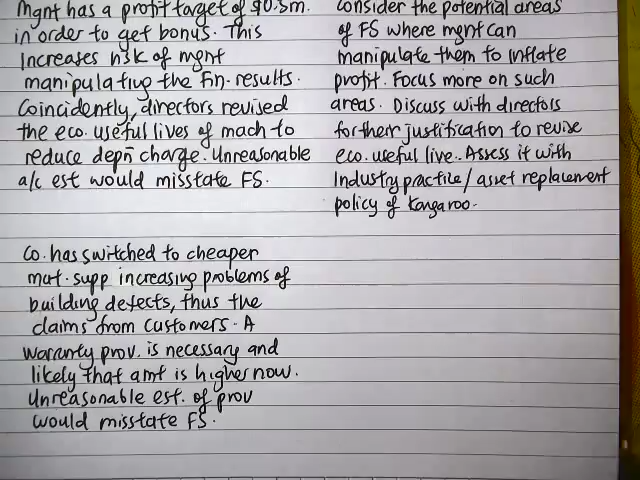 Mgnt has a profit target of $0.5m.
in order to get bonus. This
increases risk of mgnt
manipulating the fin. results.
Coincidently, directors revised
the eco. useful lives of mach to
reduce depn charge. Unreasonable
a/c est would misstate FS.
Consider the potential areas
of FS where mgnt can
manipulate them to inflate
profit. Focus more on such
areas. Discuss with directors
for their justification to revise
eco. useful live. Assess it with
industry practice/asset replacement
policy of Kangaroo.
Co. has switched to cheaper
mat. supp increasing problems of
building defects, thus the
claims from customers. A
warranty prov. is necessary and
likely that amt is higher now.
Unreasonable est. of prov
would misstate FS.